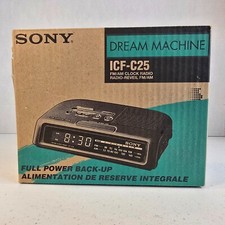 SONY
DREAM MACHINE
ICF-C25
FM/AM CLOCK RADIO
RADIO-REVEIL FM/AM
SONY
8:30
FULL POWER BACK-UP
ALIMENTATION DE RESERVE INTEGRALE